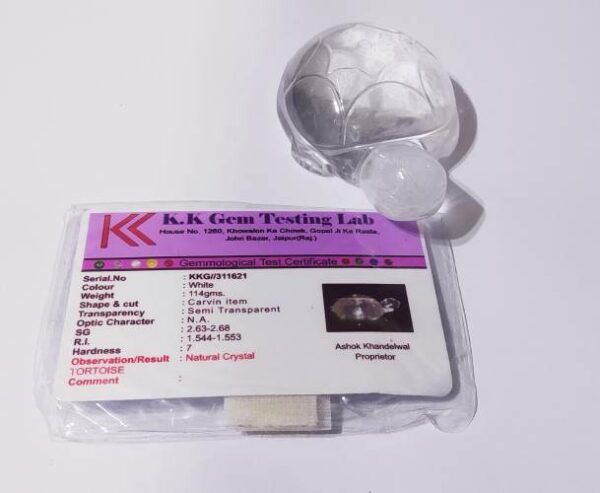 K.K Gem Testing Lab
House No. 1260, Khowalon Ka Chowk, Gopal Ji Ka Rasta,
Johri Bazar, Jaipur(Raj.)
Gemmological Test Certificate
Serial.No : KKG//311621
Colour : White
Weight : 114gms.
Shape & cut : Carvin item
Transparency : Semi Transparent
Optic Character : N.A.
SG : 2.63-2.68
R.I. : 1.544-1.553
Hardness : 7
Observation/Result : Natural Crystal
TORTOISE
Comment :
Ashok Khandelwal
Proprietor